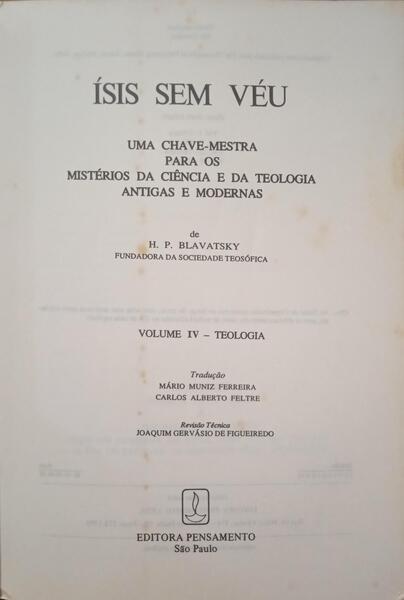 ÍSIS SEM VÉU
UMA CHAVE-MESTRA
PARA OS
MISTÉRIOS DA CIÊNCIA E DA TEOLOGIA
ANTIGAS E MODERNAS
de
H. P. BLAVATSKY
FUNDADORA DA SOCIEDADE TEOSÓFICA
VOLUME IV – TEOLOGIA
Tradução
MÁRIO MUNIZ FERREIRA
CARLOS ALBERTO FELTRE
Revisão Técnica
JOAQUIM GERVÁSIO DE FIGUEIREDO
EDITORA PENSAMENTO
São Paulo